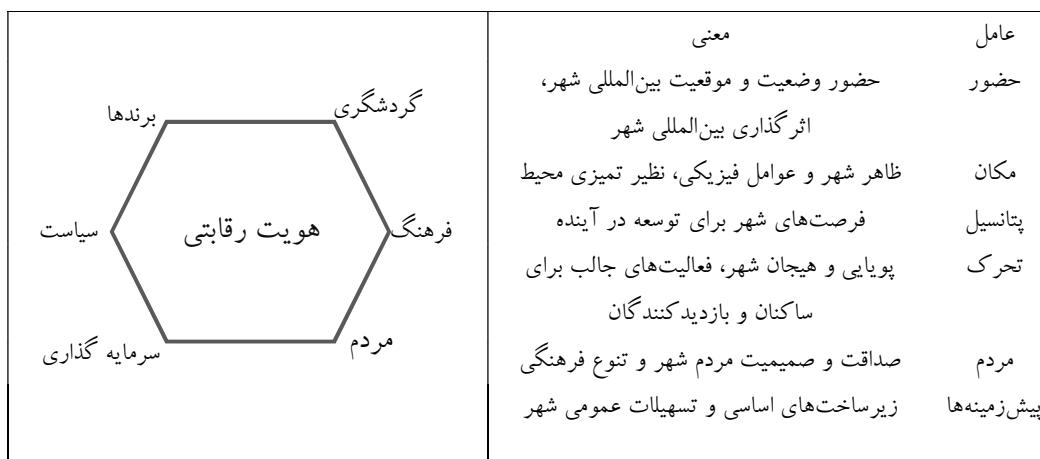 عامل معنی
حضور حضور وضعیت و موقعیت بین‌المللی شهر،
اثر گذاری بین‌المللی شهر
مکان ظاهر شهر و عوامل فیزیکی، نظیر تمیزی محیط
پتانسیل فرصت‌های شهر برای توسعه در آینده
تحرک پویایی و هیجان شهر، فعالیت‌های جالب برای
ساکنان و بازدیدکنندگان
مردم صداقت و صمیمیت مردم شهر و تنوع فرهنگی
پیش‌زمینه‌ها زیرساخت‌های اساسی و تسهیلات عمومی شهر
گردشگری
برندها
فرهنگ
هویت رقابتی
سیاست
مردم
سرمایه گذاری